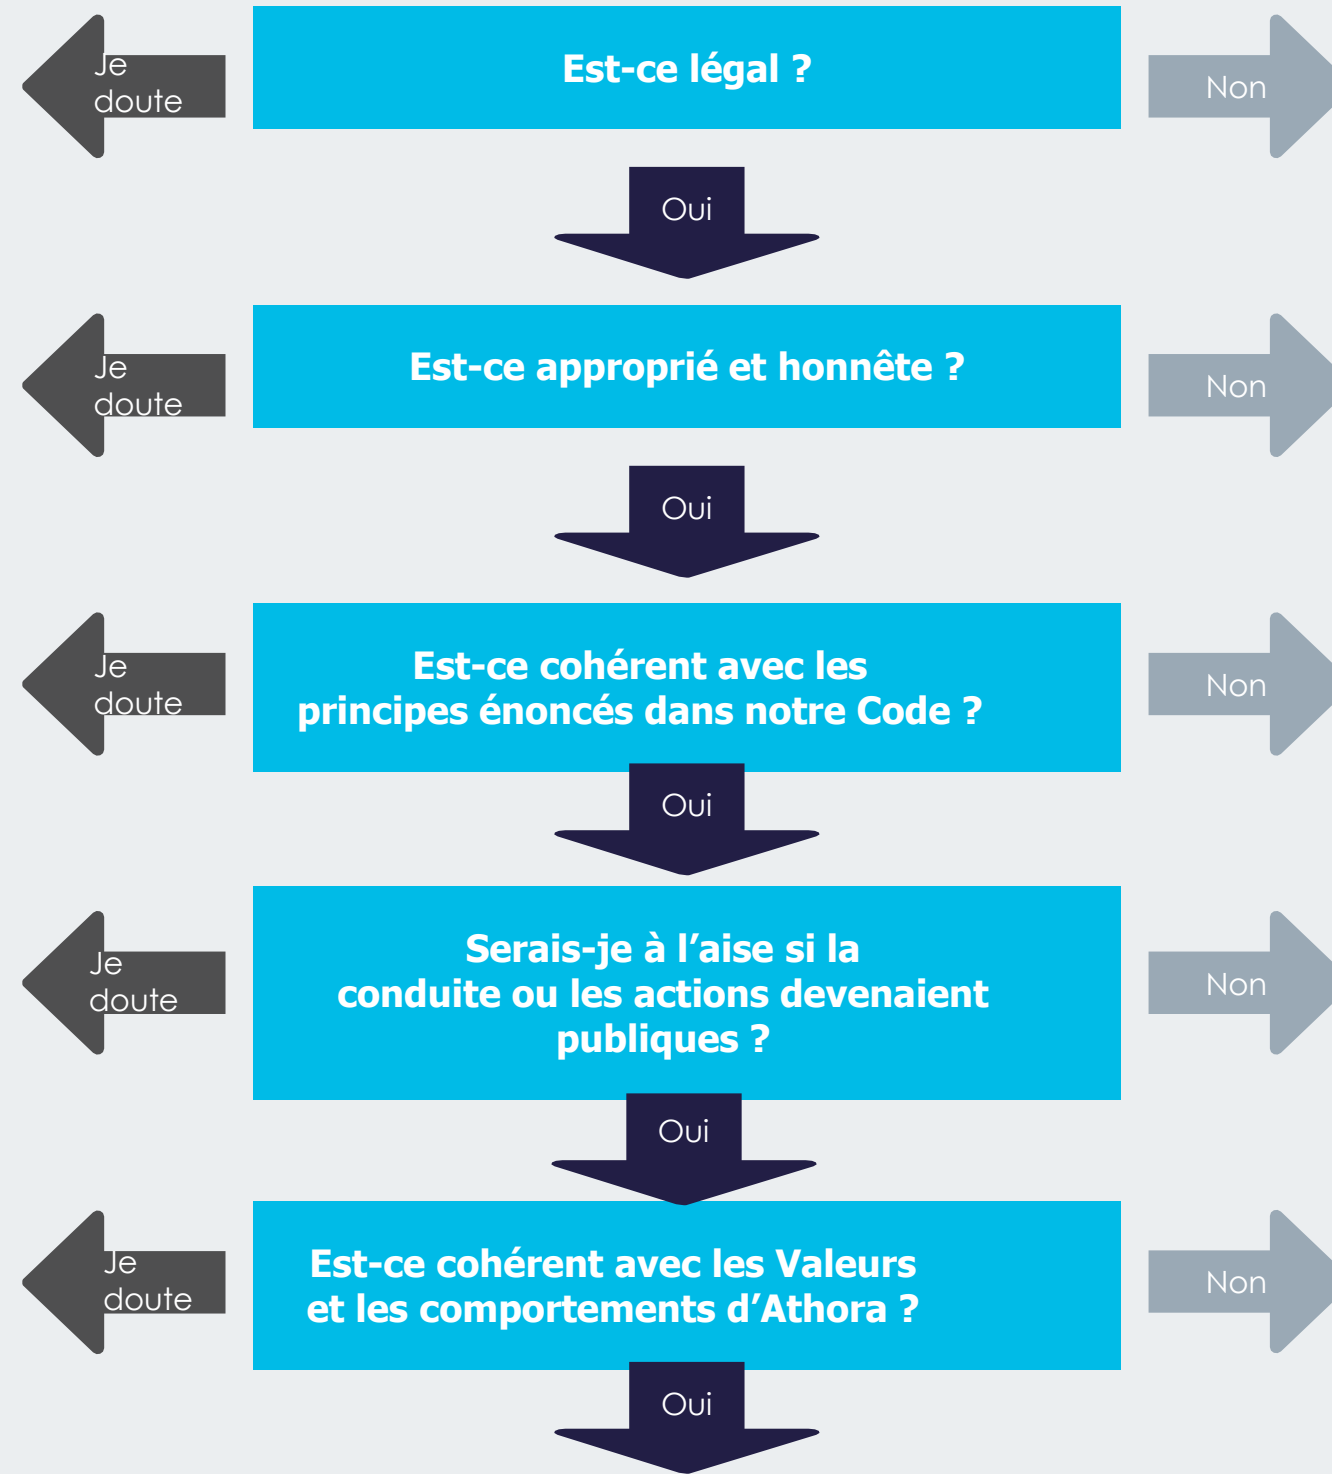 Je
doute
Est-ce légal ?
Non
Oui
Je
doute
Est-ce approprié et honnête ?
Non
Oui
Je
doute
Est-ce cohérent avec les
principes énoncés dans notre Code ?
Non
Oui
Je
doute
Serais-je à l’aise si la
conduite ou les actions devenaient
publiques ?
Non
Oui
Je
doute
Est-ce cohérent avec les Valeurs
et les comportements d’Athora ?
Non
Oui